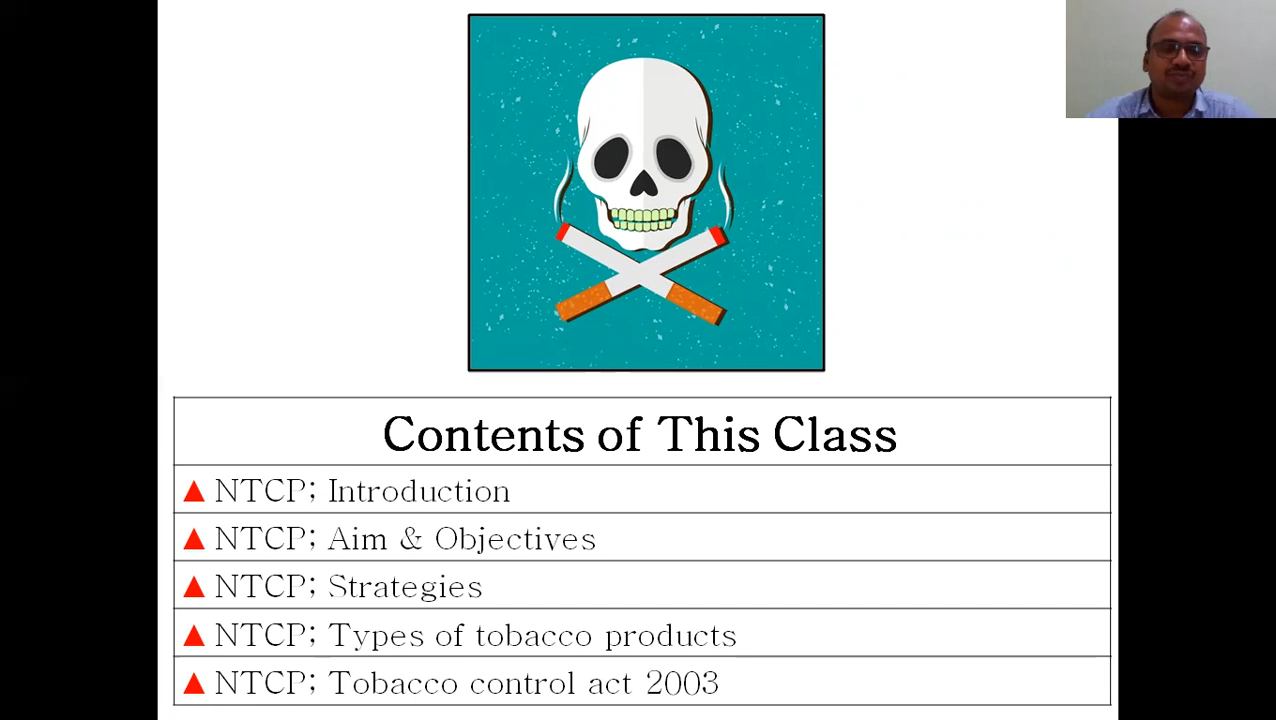 Contents of This Class
▲ NTCP; Introduction
▲ NTCP; Aim & Objectives
▲ NTCP; Strategies
▲ NTCP; Types of tobacco products
▲ NTCP; Tobacco control act 2003